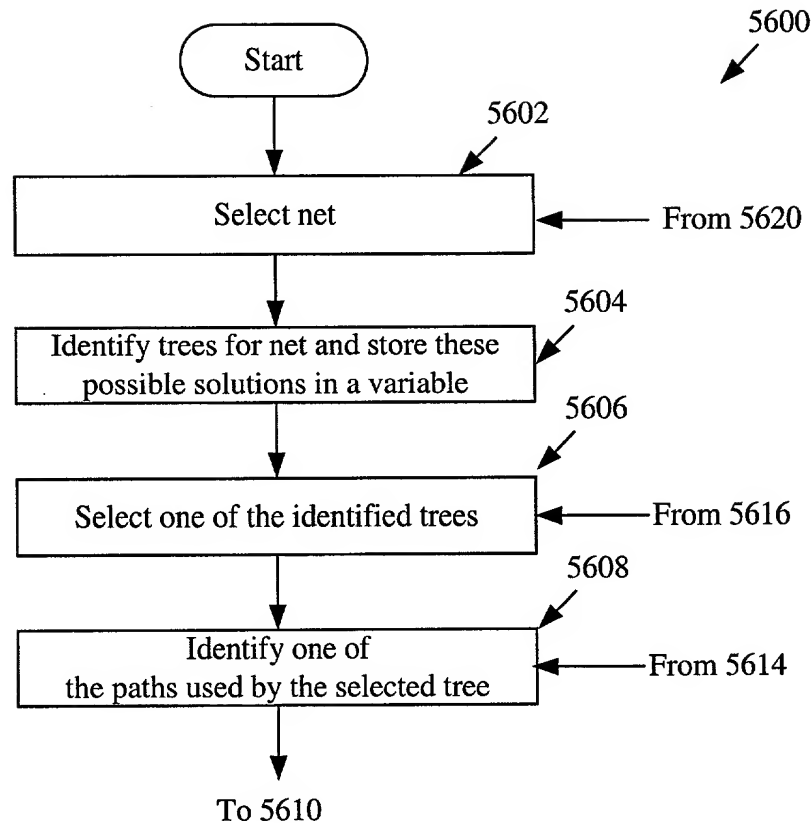 5600
Start
5602
Select net
From 5620
5604
Identify trees for net and store these
possible solutions in a variable
5606
Select one of the identified trees
From 5616
5608
Identify one of
the paths used by the selected tree
From 5614
To 5610